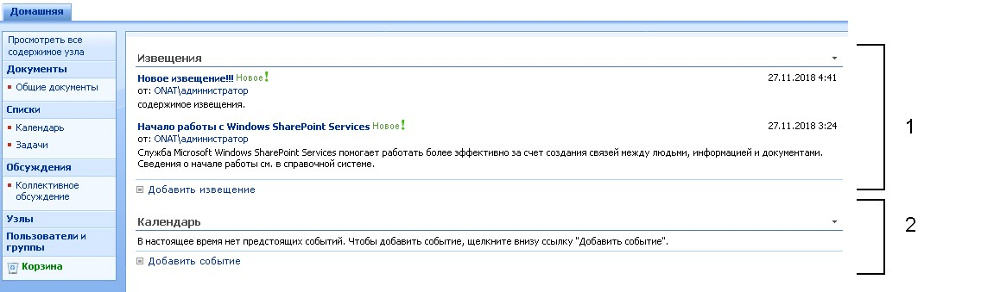 Домашняя
Просмотреть все
содержимое узла
Документы
Общие документы
Списки
Календарь
Задачи
Обсуждения
Коллективное
обсуждение
Узлы
Пользователи и
группы
Корзина
Извещения
Новое извещение!!! Новое! 27.11.2018 4:41
от: ONAT\администратор
содержимое извещения.
Начало работы с Windows SharePoint Services Новое! 27.11.2018 3:24
от: ONAT\администратор
Служба Microsoft Windows SharePoint Services помогает работать более эффективно за счет создания связей между людьми, информацией и документами.
Сведения о начале работы см. в справочной системе.
Добавить извещение
1
Календарь
В настоящее время нет предстоящих событий. Чтобы добавить событие, щелкните внизу ссылку "Добавить событие".
Добавить событие
2